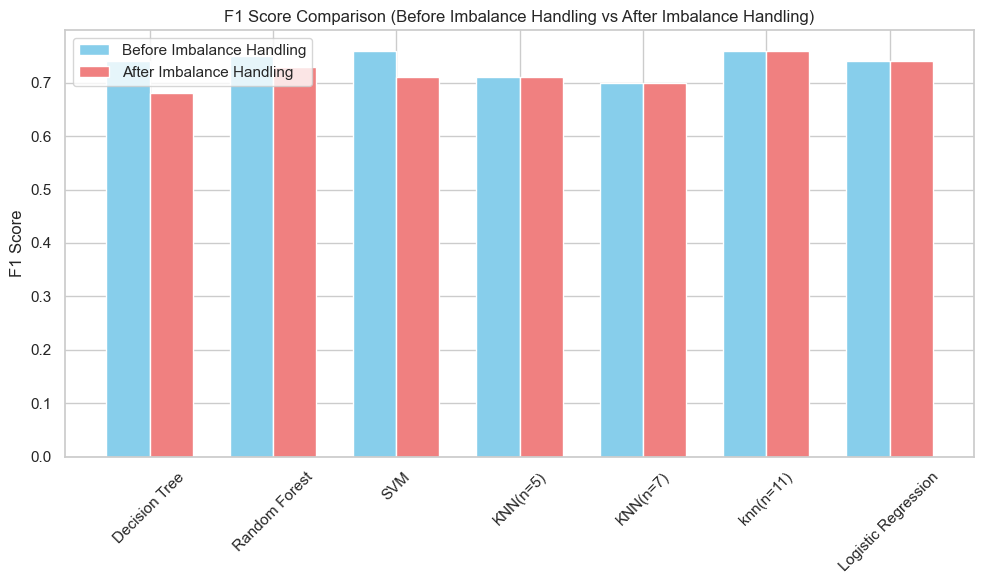 F1 Score Comparison (Before Imbalance Handling vs After Imbalance Handling)
Before Imbalance Handling
After Imbalance Handling
F1 Score
0.7
0.6
0.5
0.4
0.3
0.2
0.1
0.0
Decision Tree
Random Forest
SVM
KNN(n=5)
KNN(n=7)
knn(n=11)
Logistic Regression